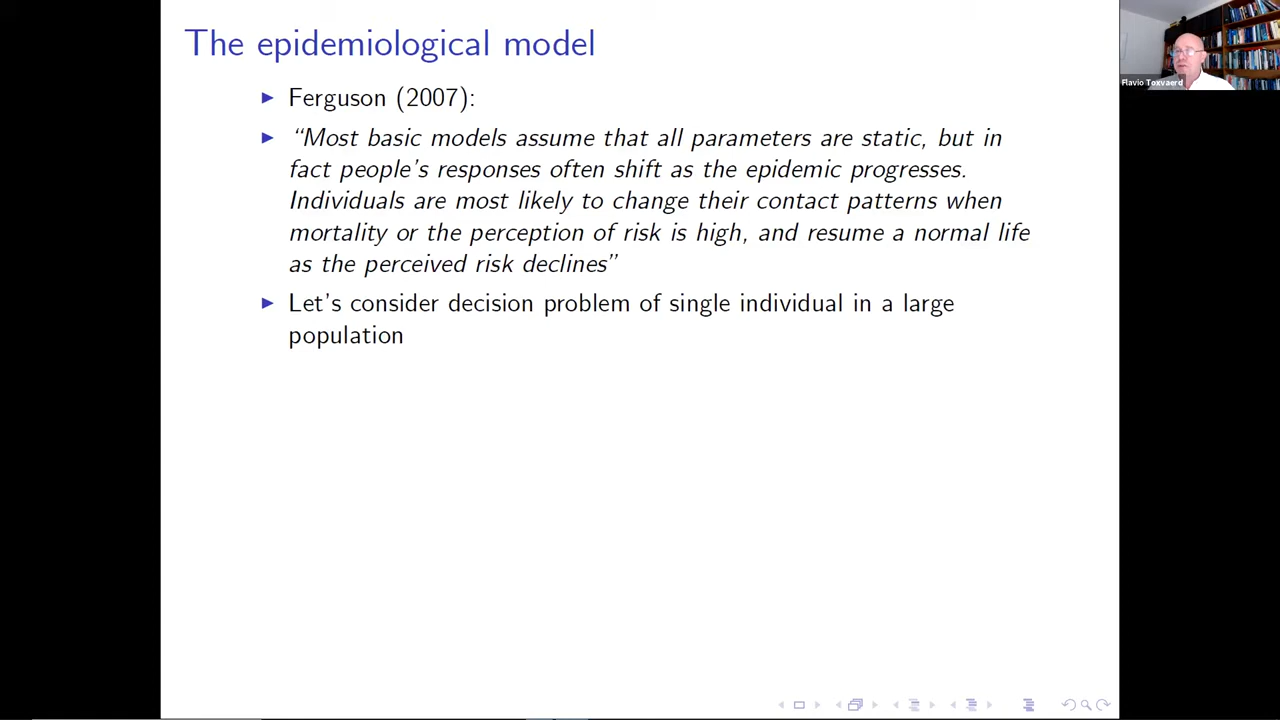 The epidemiological model
Flavio Toxvaerd
Ferguson (2007):
“Most basic models assume that all parameters are static, but in
fact people’s responses often shift as the epidemic progresses.
Individuals are most likely to change their contact patterns when
mortality or the perception of risk is high, and resume a normal life
as the perceived risk declines”
Let’s consider decision problem of single individual in a large
population